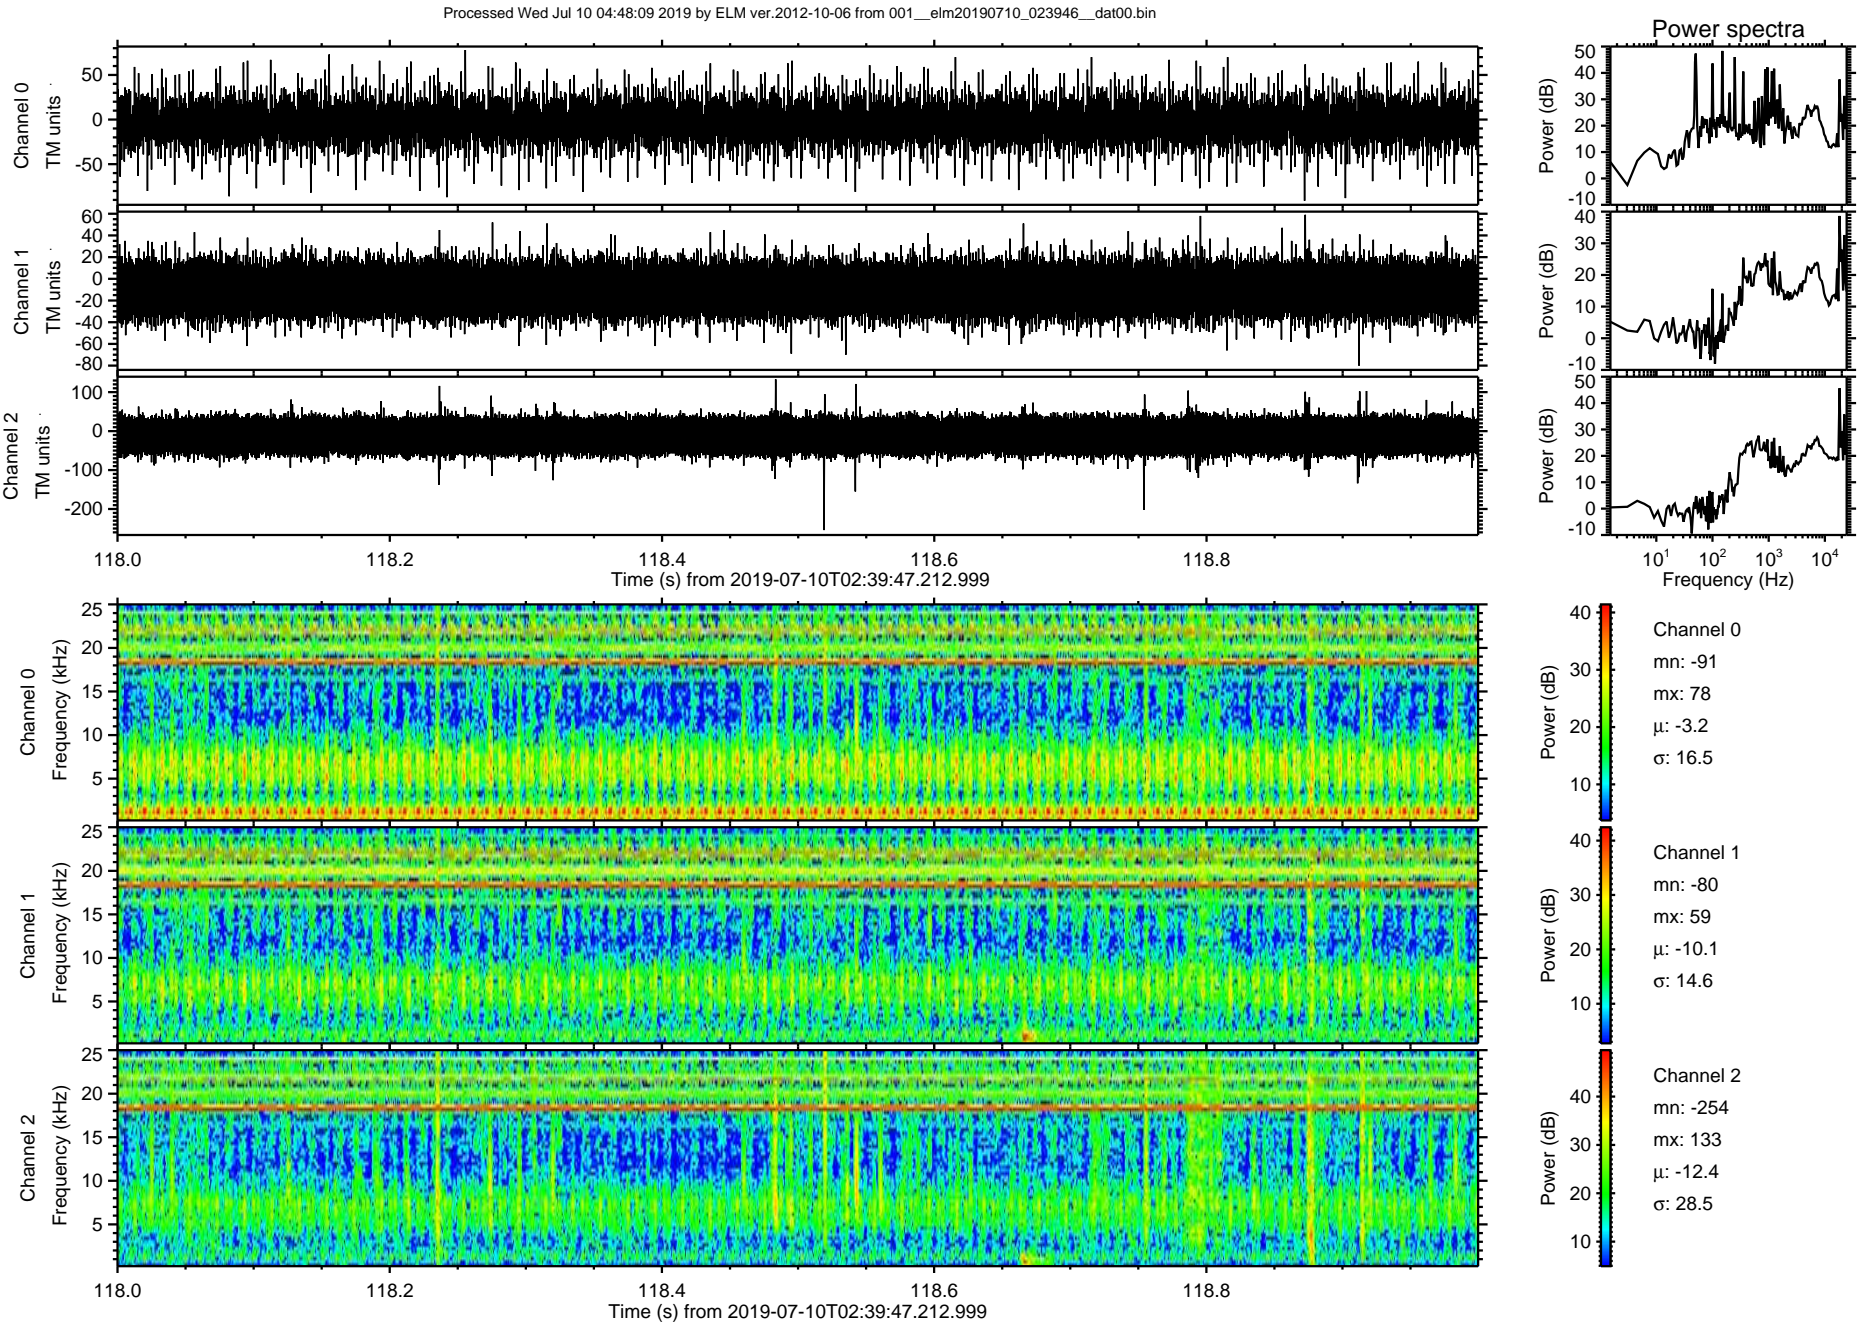 Processed Wed Jul 10 04:48:09 2019 by ELM ver.2012-10-06 from 001__elm20190710_023946__dat00.bin
Power spectra
Channel 0
TM units
50
0
-50
Power (dB)
50
40
30
20
10
0
-10
Channel 1
TM units
60
40
20
0
-20
-40
-60
-80
Power (dB)
40
30
20
10
0
-10
Channel 2
TM units
100
0
-100
-200
Power (dB)
50
40
30
20
10
0
-10
118.0 118.2 118.4 118.6 118.8
Time (s) from 2019-07-10T02:39:47.212.999
10^1 10^2 10^3 10^4
Frequency (Hz)
Channel 0
Frequency (kHz)
25
20
15
10
5
Power (dB)
40
30
20
10
Channel 0
mn: -91
mx: 78
μ: -3.2
σ: 16.5
Channel 1
Frequency (kHz)
25
20
15
10
5
Power (dB)
40
30
20
10
Channel 1
mn: -80
mx: 59
μ: -10.1
σ: 14.6
Channel 2
Frequency (kHz)
25
20
15
10
5
Power (dB)
40
30
20
10
Channel 2
mn: -254
mx: 133
μ: -12.4
σ: 28.5
118.0 118.2 118.4 118.6 118.8
Time (s) from 2019-07-10T02:39:47.212.999